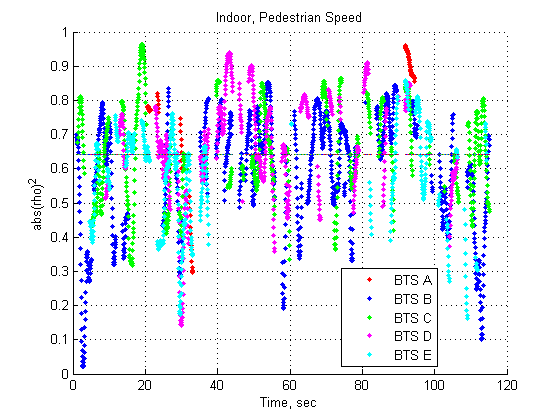 Indoor, Pedestrian Speed
1
0.9
0.8
0.7
0.6
0.5
0.4
0.3
0.2
0.1
0
abs(rho)2
0 20 40 60 80 100 120
Time, sec
BTS A
BTS B
BTS C
BTS D
BTS E